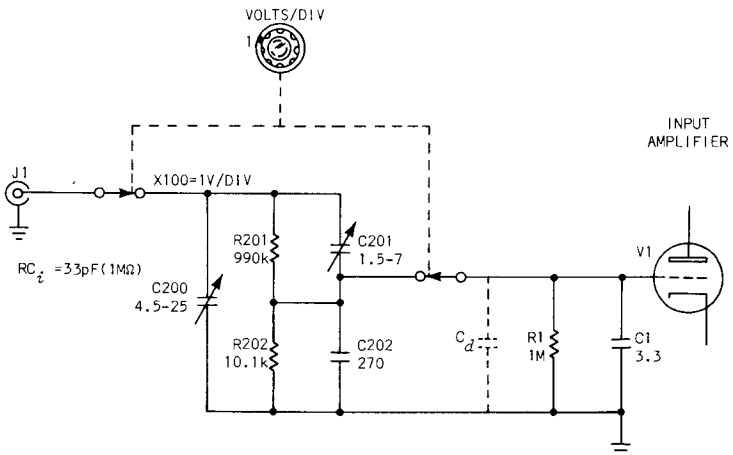 VOLTS/DIV
1
INPUT
AMPLIFIER
J1
X100=1V/DIV
V1
R201
990k
C201
1.5-7
RCi =33pF(1MΩ)
C200
4.5-25
R202
10.1k
C202
270
Cd
R1
1M
C1
3.3